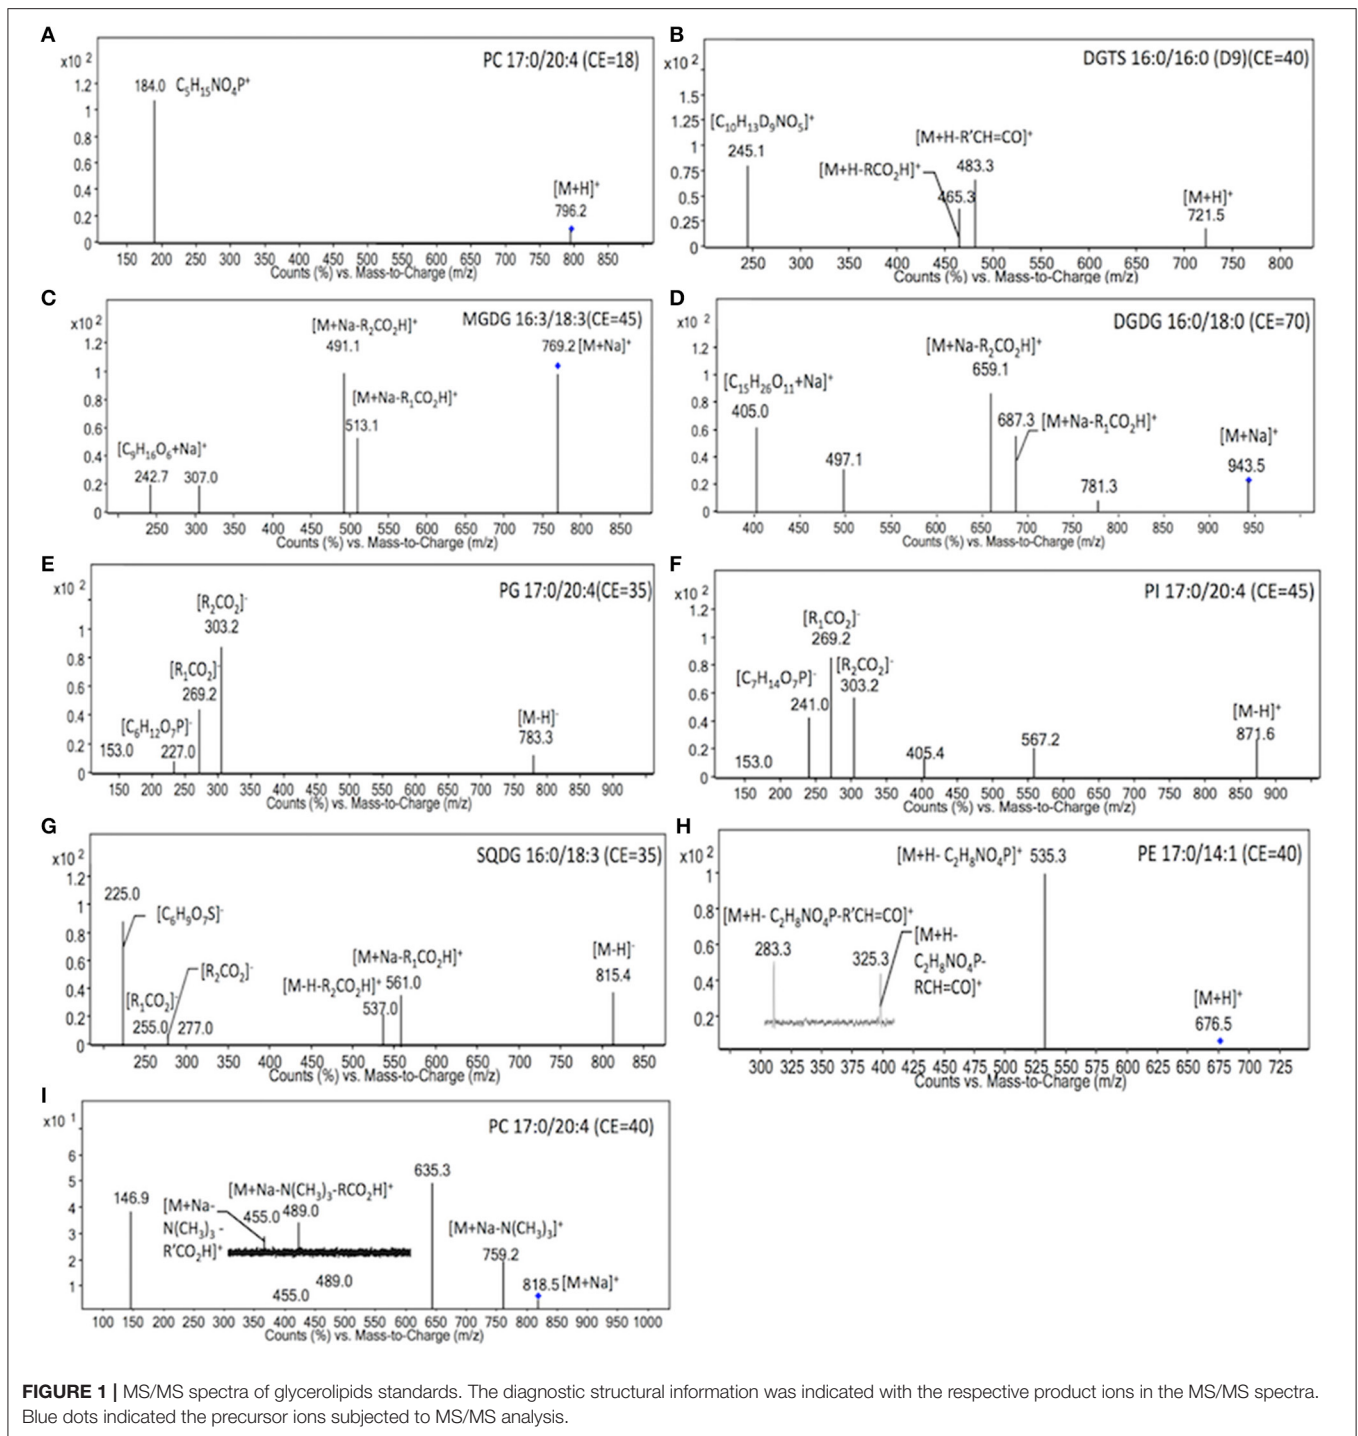 A
x10 2
PC 17:0/20:4 (CE=18)
184.0 C₅H₁₅NO₄P⁺
[M+H]⁺
796.2
1.2
1
0.8
0.6
0.4
0.2
0
150 200 250 300 350 400 450 500 550 600 650 700 750 800 850
Counts (%) vs. Mass-to-Charge (m/z)
B
x10 2
DGTS 16:0/16:0 (D9)(CE=40)
[C₁₀H₁₃D₉NO₅]⁺
245.1
[M+H-R'CH=CO]⁺
483.3
[M+H-RCO₂H]⁺
465.3
[M+H]⁺
721.5
1.5
1.25
1
0.75
0.5
0.25
0
250 300 350 400 450 500 550 600 650 700 750 800
Counts (%) vs. Mass-to-Charge (m/z)
C
x10 2
MGDG 16:3/18:3(CE=45)
[M+Na-R₂CO₂H]⁺
491.1
769.2 [M+Na]⁺
[M+Na-R₁CO₂H]⁺
513.1
[C₉H₁₆O₆+Na]⁺
242.7 307.0
1.2
1
0.8
0.6
0.4
0.2
0
250 300 350 400 450 500 550 600 650 700 750 800 850
Counts (%) vs. Mass-to-Charge (m/z)
D
x10 2
DGDG 16:0/18:0 (CE=70)
[M+Na-R₂CO₂H]⁺
659.1
[C₁₅H₂₆O₁₁+Na]⁺
405.0
687.3 [M+Na-R₁CO₂H]⁺
[M+Na]⁺
943.5
497.1
781.3
1.2
1
0.8
0.6
0.4
0.2
0
400 450 500 550 600 650 700 750 800 850 900 950
Counts (%) vs. Mass-to-Charge (m/z)
E
x10 2
PG 17:0/20:4(CE=35)
[R₂CO₂]⁻
303.2
[R₁CO₂]⁻
269.2
[C₆H₁₂O₇P]⁻
153.0 227.0
[M-H]⁻
783.3
1
0.8
0.6
0.4
0.2
0
150 200 250 300 350 400 450 500 550 600 650 700 750 800 850 900
Counts (%) vs. Mass-to-Charge (m/z)
F
x10 2
PI 17:0/20:4 (CE=45)
[R₁CO₂]⁻
269.2
[R₂CO₂]⁻
303.2
[C₇H₁₄O₇P]⁻
241.0
[M-H]⁺
871.6
153.0
405.4
567.2
1.2
1
0.8
0.6
0.4
0.2
0
150 200 250 300 350 400 450 500 550 600 650 700 750 800 850 900
Counts (%) vs. Mass-to-Charge (m/z)
G
x10 2
SQDG 16:0/18:3 (CE=35)
225.0
[C₆H₉O₇S]⁻
[R₂CO₂]⁻
[R₁CO₂]⁻
255.0 277.0
[M+Na-R₁CO₂H]⁺
[M-H-R₂CO₂H]⁺ 561.0
537.0
[M-H]⁻
815.4
1.2
1
0.8
0.6
0.4
0.2
0
250 300 350 400 450 500 550 600 650 700 750 800 850
Counts (%) vs. Mass-to-Charge (m/z)
H
x10 2
[M+H- C₂H₈NO₄P]⁺ 535.3
PE 17:0/14:1 (CE=40)
[M+H- C₂H₈NO₄P-R'CH=CO]⁺
283.3
325.3
[M+H-
C₂H₈NO₄P-
RCH=CO]⁺
[M+H]⁺
676.5
1
0.8
0.6
0.4
0.2
300 325 350 375 400 425 450 475 500 525 550 575 600 625 650 675 700 725
Counts vs. Mass-to-Charge (m/z)
I
x10 1
PC 17:0/20:4 (CE=40)
635.3
146.9
[M+Na-N(CH₃)₃-RCO₂H]⁺
455.0 489.0
[M+Na-
N(CH₃)₃ -
R'CO₂H]⁺
[M+Na-N(CH₃)₃]⁺
759.2
818.5 [M+Na]⁺
489.0
455.0
6
5
4
3
2
1
100 150 200 250 300 350 400 450 500 550 600 650 700 750 800 850 900 950 1000
Counts (%) vs. Mass-to-Charge (m/z)
FIGURE 1 | MS/MS spectra of glycerolipids standards. The diagnostic structural information was indicated with the respective product ions in the MS/MS spectra.
Blue dots indicated the precursor ions subjected to MS/MS analysis.